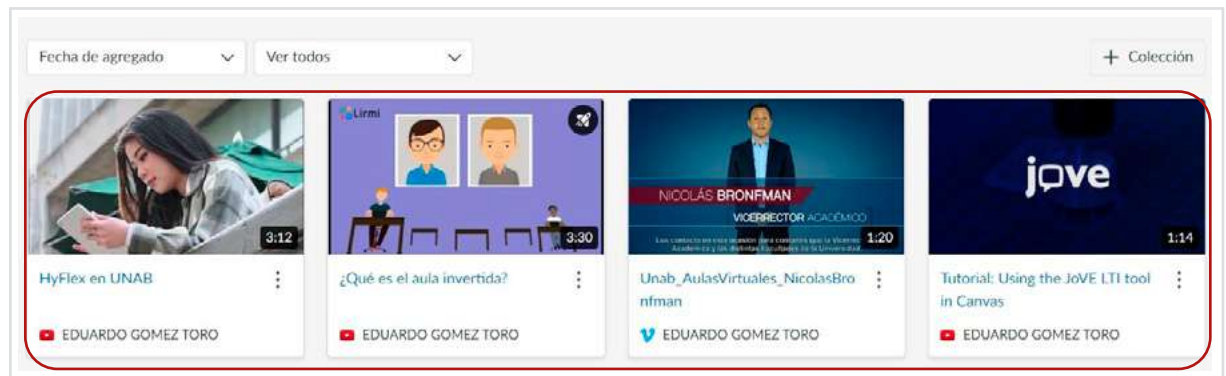 Fecha de agregado
Ver todos
+ Colección
Lirmi
3:12
3:30
NICOLÁS BRONFMAN
VICERRECTOR ACADÉMICO
1:20
jove
1:14
HyFlex en UNAB
¿Qué es el aula invertida?
Unab_AulasVirtuales_NicolasBro
nfman
Tutorial: Using the JoVE LTI tool
in Canvas
EDUARDO GOMEZ TORO
EDUARDO GOMEZ TORO
EDUARDO GOMEZ TORO
EDUARDO GOMEZ TORO